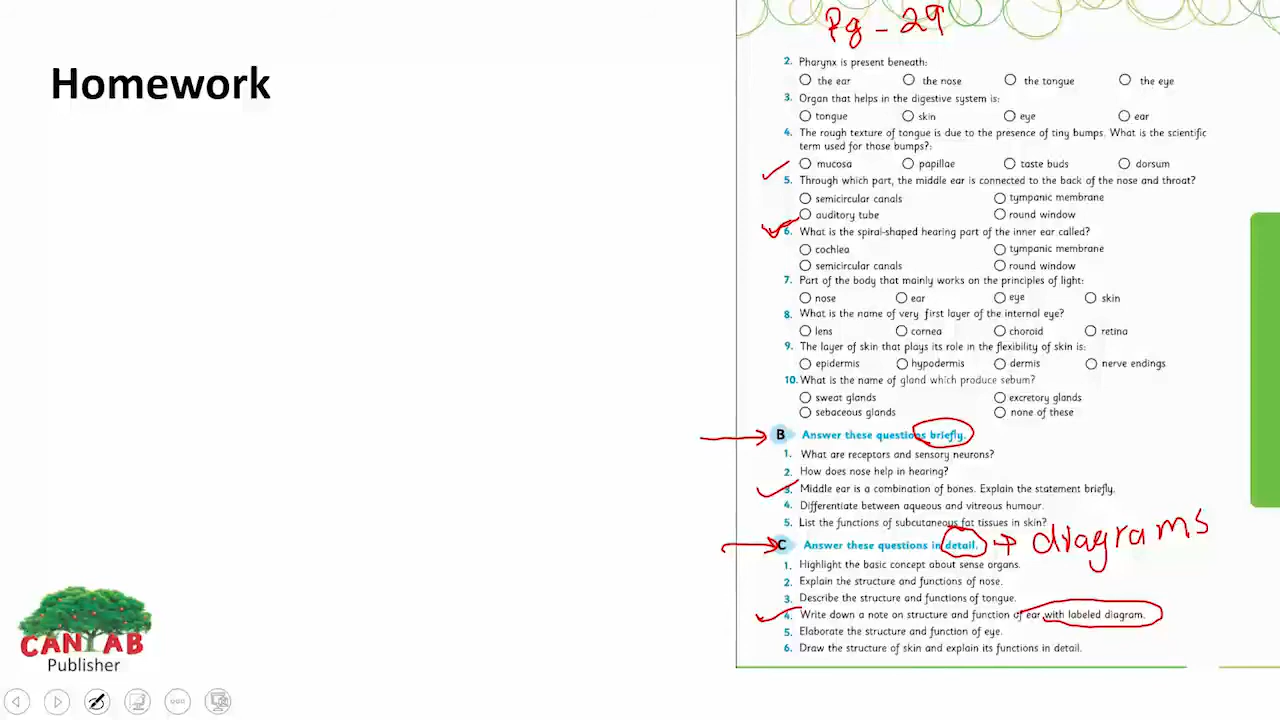 Homework
Pg - 29
2. Pharynx is present beneath:
the ear the nose the tongue the eye
3. Organ that helps in the digestive system is:
tongue skin eye ear
4. The rough texture of tongue is due to the presence of tiny bumps. What is the scientific
term used for those bumps?:
mucosa papillae taste buds dorsum
5. Through which part, the middle ear is connected to the back of the nose and throat?
semicircular canals tympanic membrane
auditory tube round window
6. What is the spiral-shaped hearing part of the inner ear called?
cochlea tympanic membrane
semicircular canals round window
7. Part of the body that mainly works on the principles of light:
nose ear eye skin
8. What is the name of very first layer of the internal eye?
lens cornea choroid retina
9. The layer of skin that plays its role in the flexibility of skin is:
epidermis hypodermis dermis nerve endings
10. What is the name of gland which produce sebum?
sweat glands excretory glands
sebaceous glands none of these
B Answer these questions briefly.
1. What are receptors and sensory neurons?
2. How does nose help in hearing?
3. Middle ear is a combination of bones. Explain the statement briefly.
4. Differentiate between aqueous and vitreous humour.
5. List the functions of subcutaneous fat tissues in skin?
C Answer these questions in detail. → diagrams
1. Highlight the basic concept about sense organs.
2. Explain the structure and functions of nose.
3. Describe the structure and functions of tongue.
4. Write down a note on structure and function of ear with labeled diagram.
5. Elaborate the structure and function of eye.
6. Draw the structure of skin and explain its functions in detail.
CANTAB
Publisher